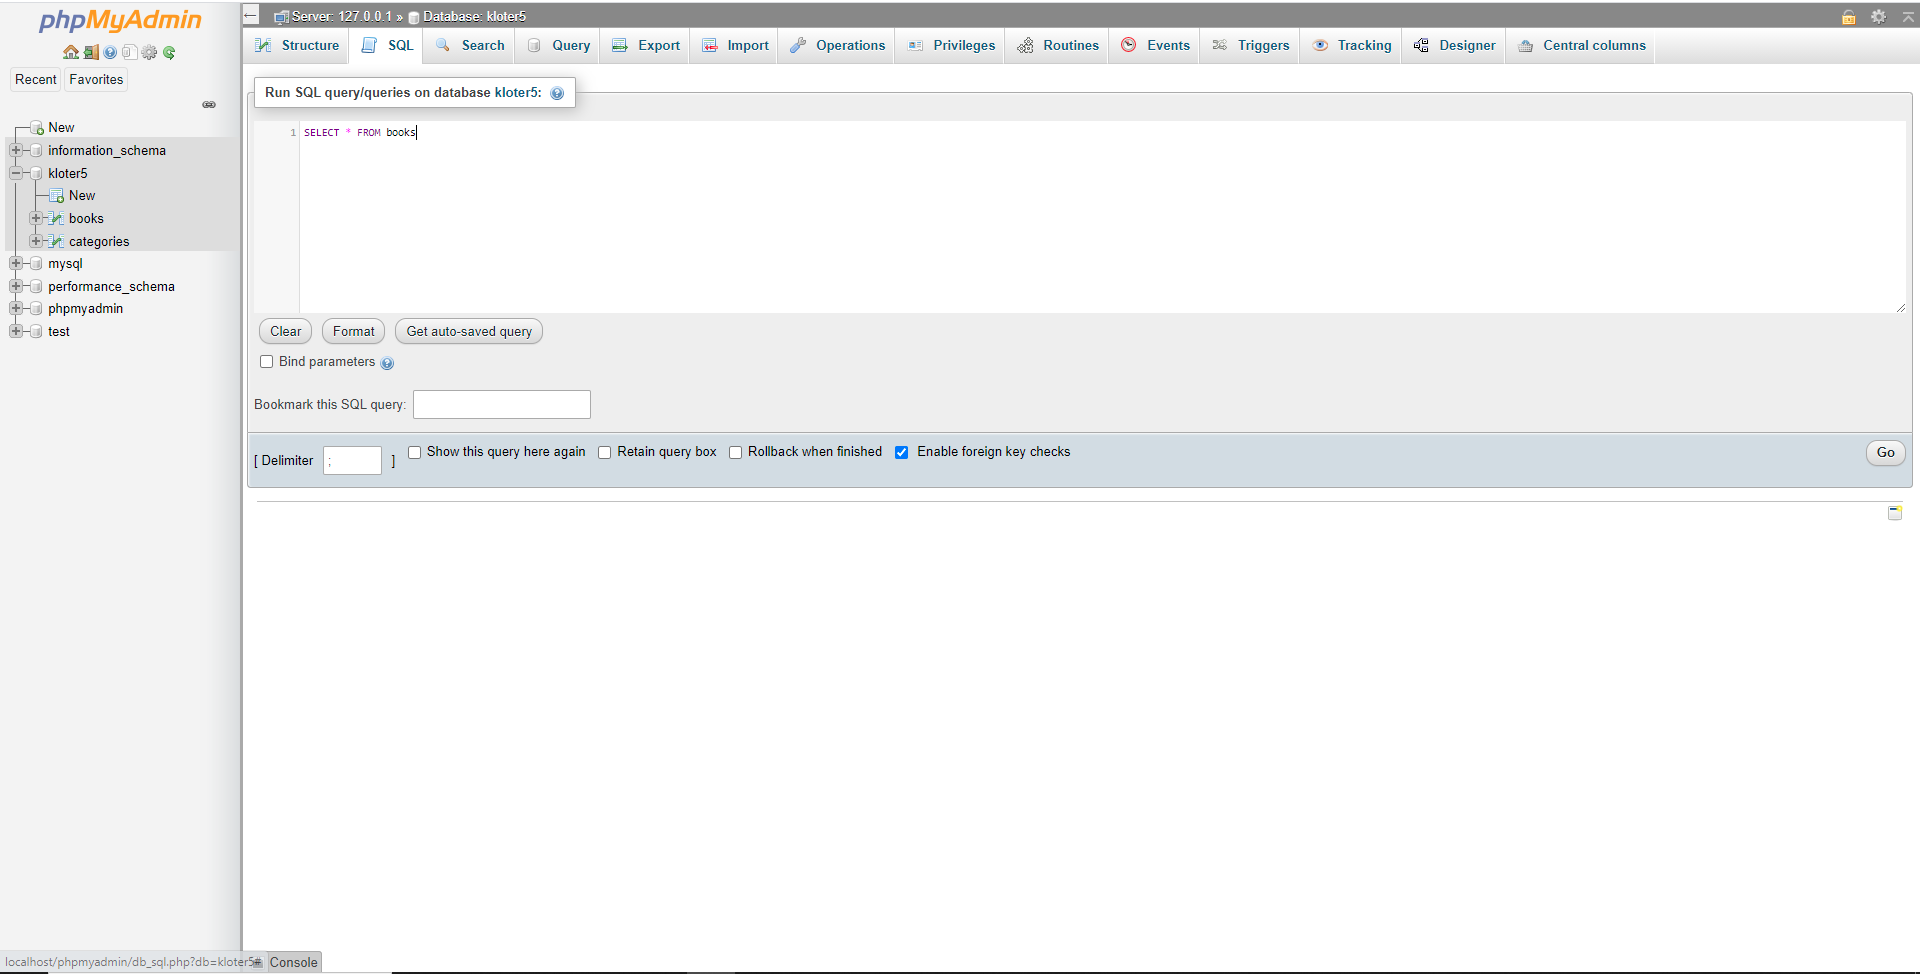 phpMyAdmin
Recent Favorites
New
information_schema
kloter5
New
books
categories
mysql
performance_schema
phpmyadmin
test
Server: 127.0.0.1 » Database: kloter5
Structure SQL Search Query Export Import Operations Privileges Routines Events Triggers Tracking Designer Central columns
Run SQL query/queries on database kloter5:
1 SELECT * FROM books
Clear Format Get auto-saved query
Bind parameters
Bookmark this SQL query:
[ Delimiter ; ] Show this query here again Retain query box Rollback when finished Enable foreign key checks Go
localhost/phpmyadmin/db_sql.php?db=kloter5#
Console